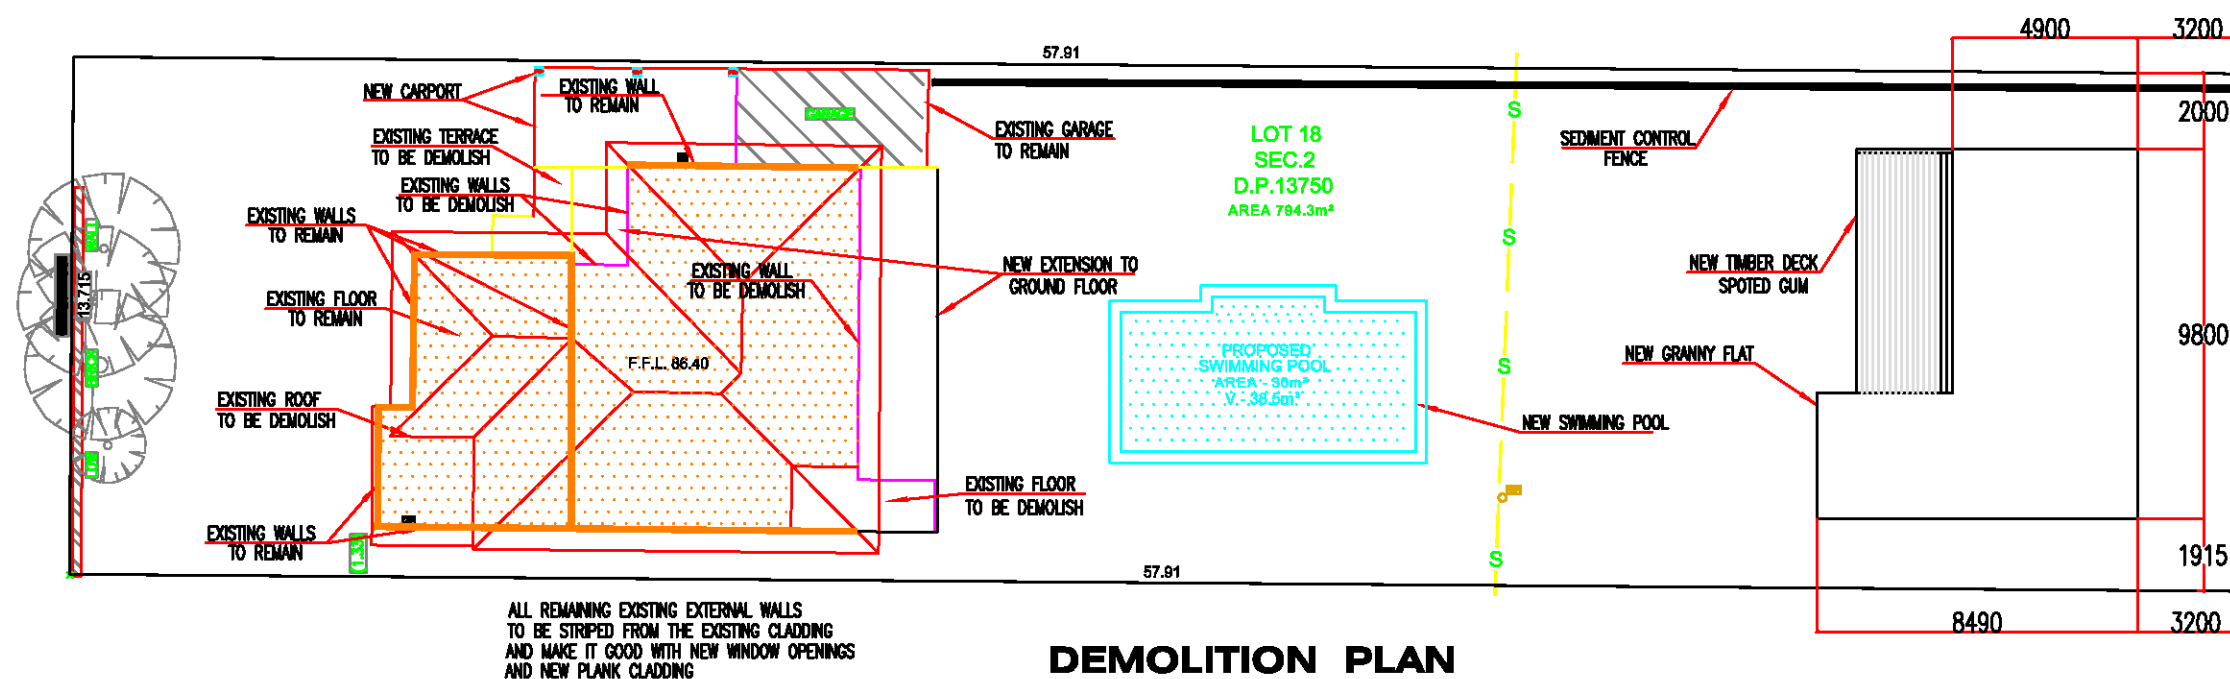 4900
3200
57.91
NEW CARPORT
EXISTING WALL
TO REMAIN
GARAGE
2000
EXISTING TERRACE
TO BE DEMOLISH
EXISTING GARAGE
TO REMAIN
LOT 18
SEC.2
D.P.13750
AREA 794.3m²
S
SEDIMENT CONTROL
FENCE
EXISTING WALLS
TO BE DEMOLISH
EXISTING WALLS
TO REMAIN
WALL
S
13.715
EXISTING FLOOR
TO REMAIN
EXISTING WALL
TO BE DEMOLISH
NEW EXTENSION TO
GROUND FLOOR
NEW TIMBER DECK
SPOTED GUM
9800
BRICK
F.F.L. 86.40
PROPOSED
SWIMMING POOL
V - 38.5m³
S
NEW GRANNY FLAT
EXISTING ROOF
TO BE DEMOLISH
NEW SWIMMING POOL
LOW
EXISTING FLOOR
TO BE DEMOLISH
EXISTING WALLS
TO REMAIN
S
1915
57.91
8490
3200
ALL REMAINING EXISTING EXTERNAL WALLS
TO BE STRIPED FROM THE EXISTING CLADDING
AND MAKE IT GOOD WITH NEW WINDOW OPENINGS
AND NEW PLANK CLADDING
DEMOLITION PLAN